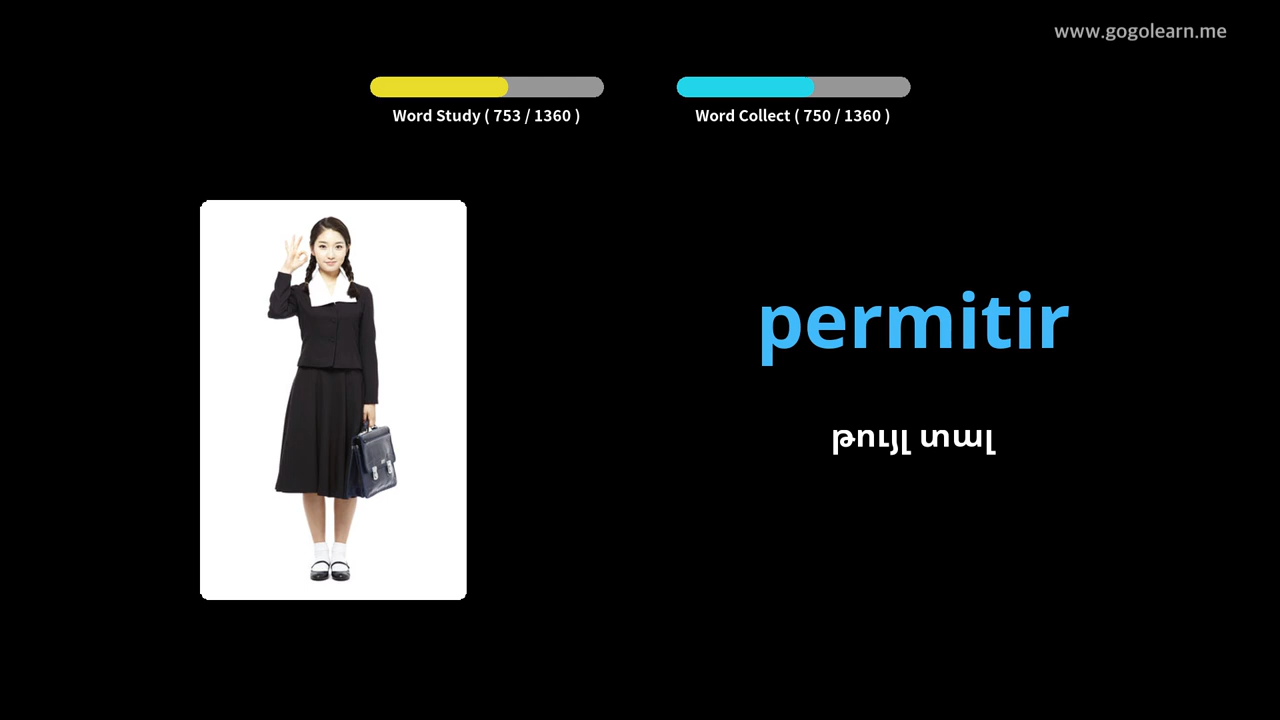 www.gogolearn.me
Word Study ( 753 / 1360 )
Word Collect ( 750 / 1360 )
permitir
թույլ տալ